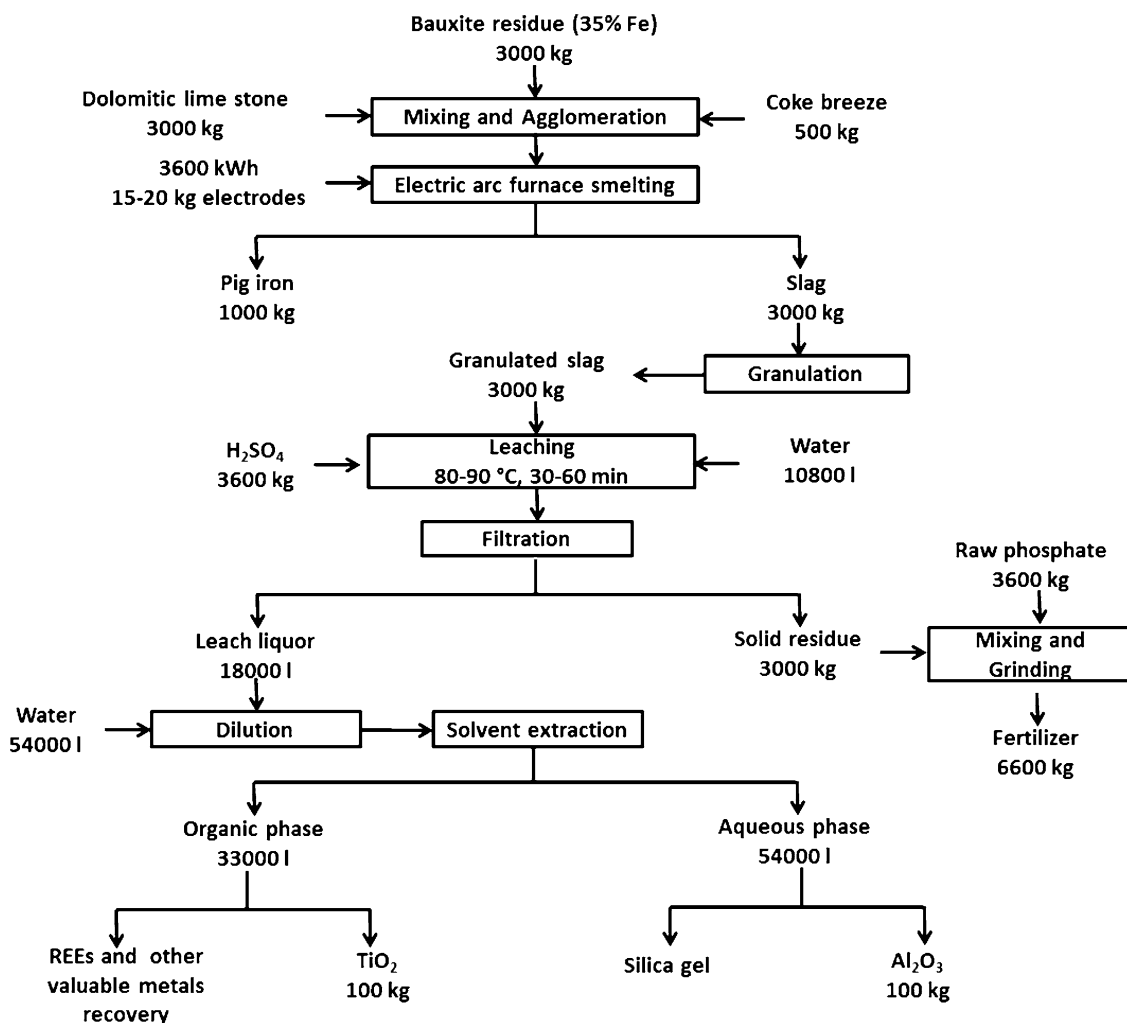 Bauxite residue (35% Fe)
3000 kg
Dolomitic lime stone
3000 kg
Mixing and Agglomeration
Coke breeze
500 kg
3600 kWh
15-20 kg electrodes
Electric arc furnace smelting
Pig iron
1000 kg
Slag
3000 kg
Granulation
Granulated slag
3000 kg
H₂SO₄
3600 kg
Leaching
80-90 °C, 30-60 min
Water
10800 l
Filtration
Raw phosphate
3600 kg
Leach liquor
18000 l
Solid residue
3000 kg
Mixing and
Grinding
Water
54000 l
Dilution
Solvent extraction
Fertilizer
6600 kg
Organic phase
33000 l
Aqueous phase
54000 l
REEs and other
valuable metals
recovery
TiO₂
100 kg
Silica gel
Al₂O₃
100 kg